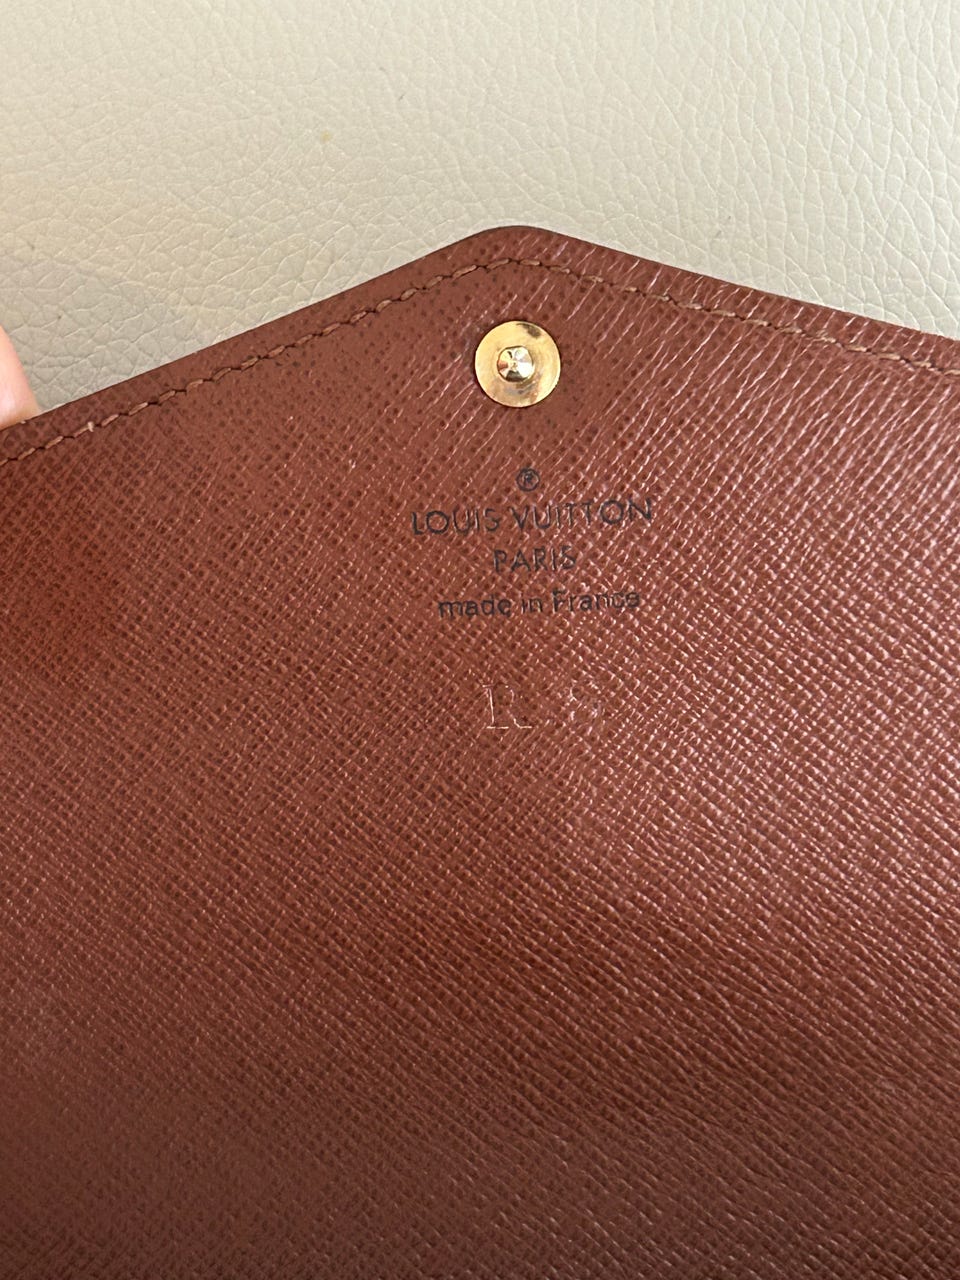 ®
LOUIS VUITTON
PARIS
made in France
R.S